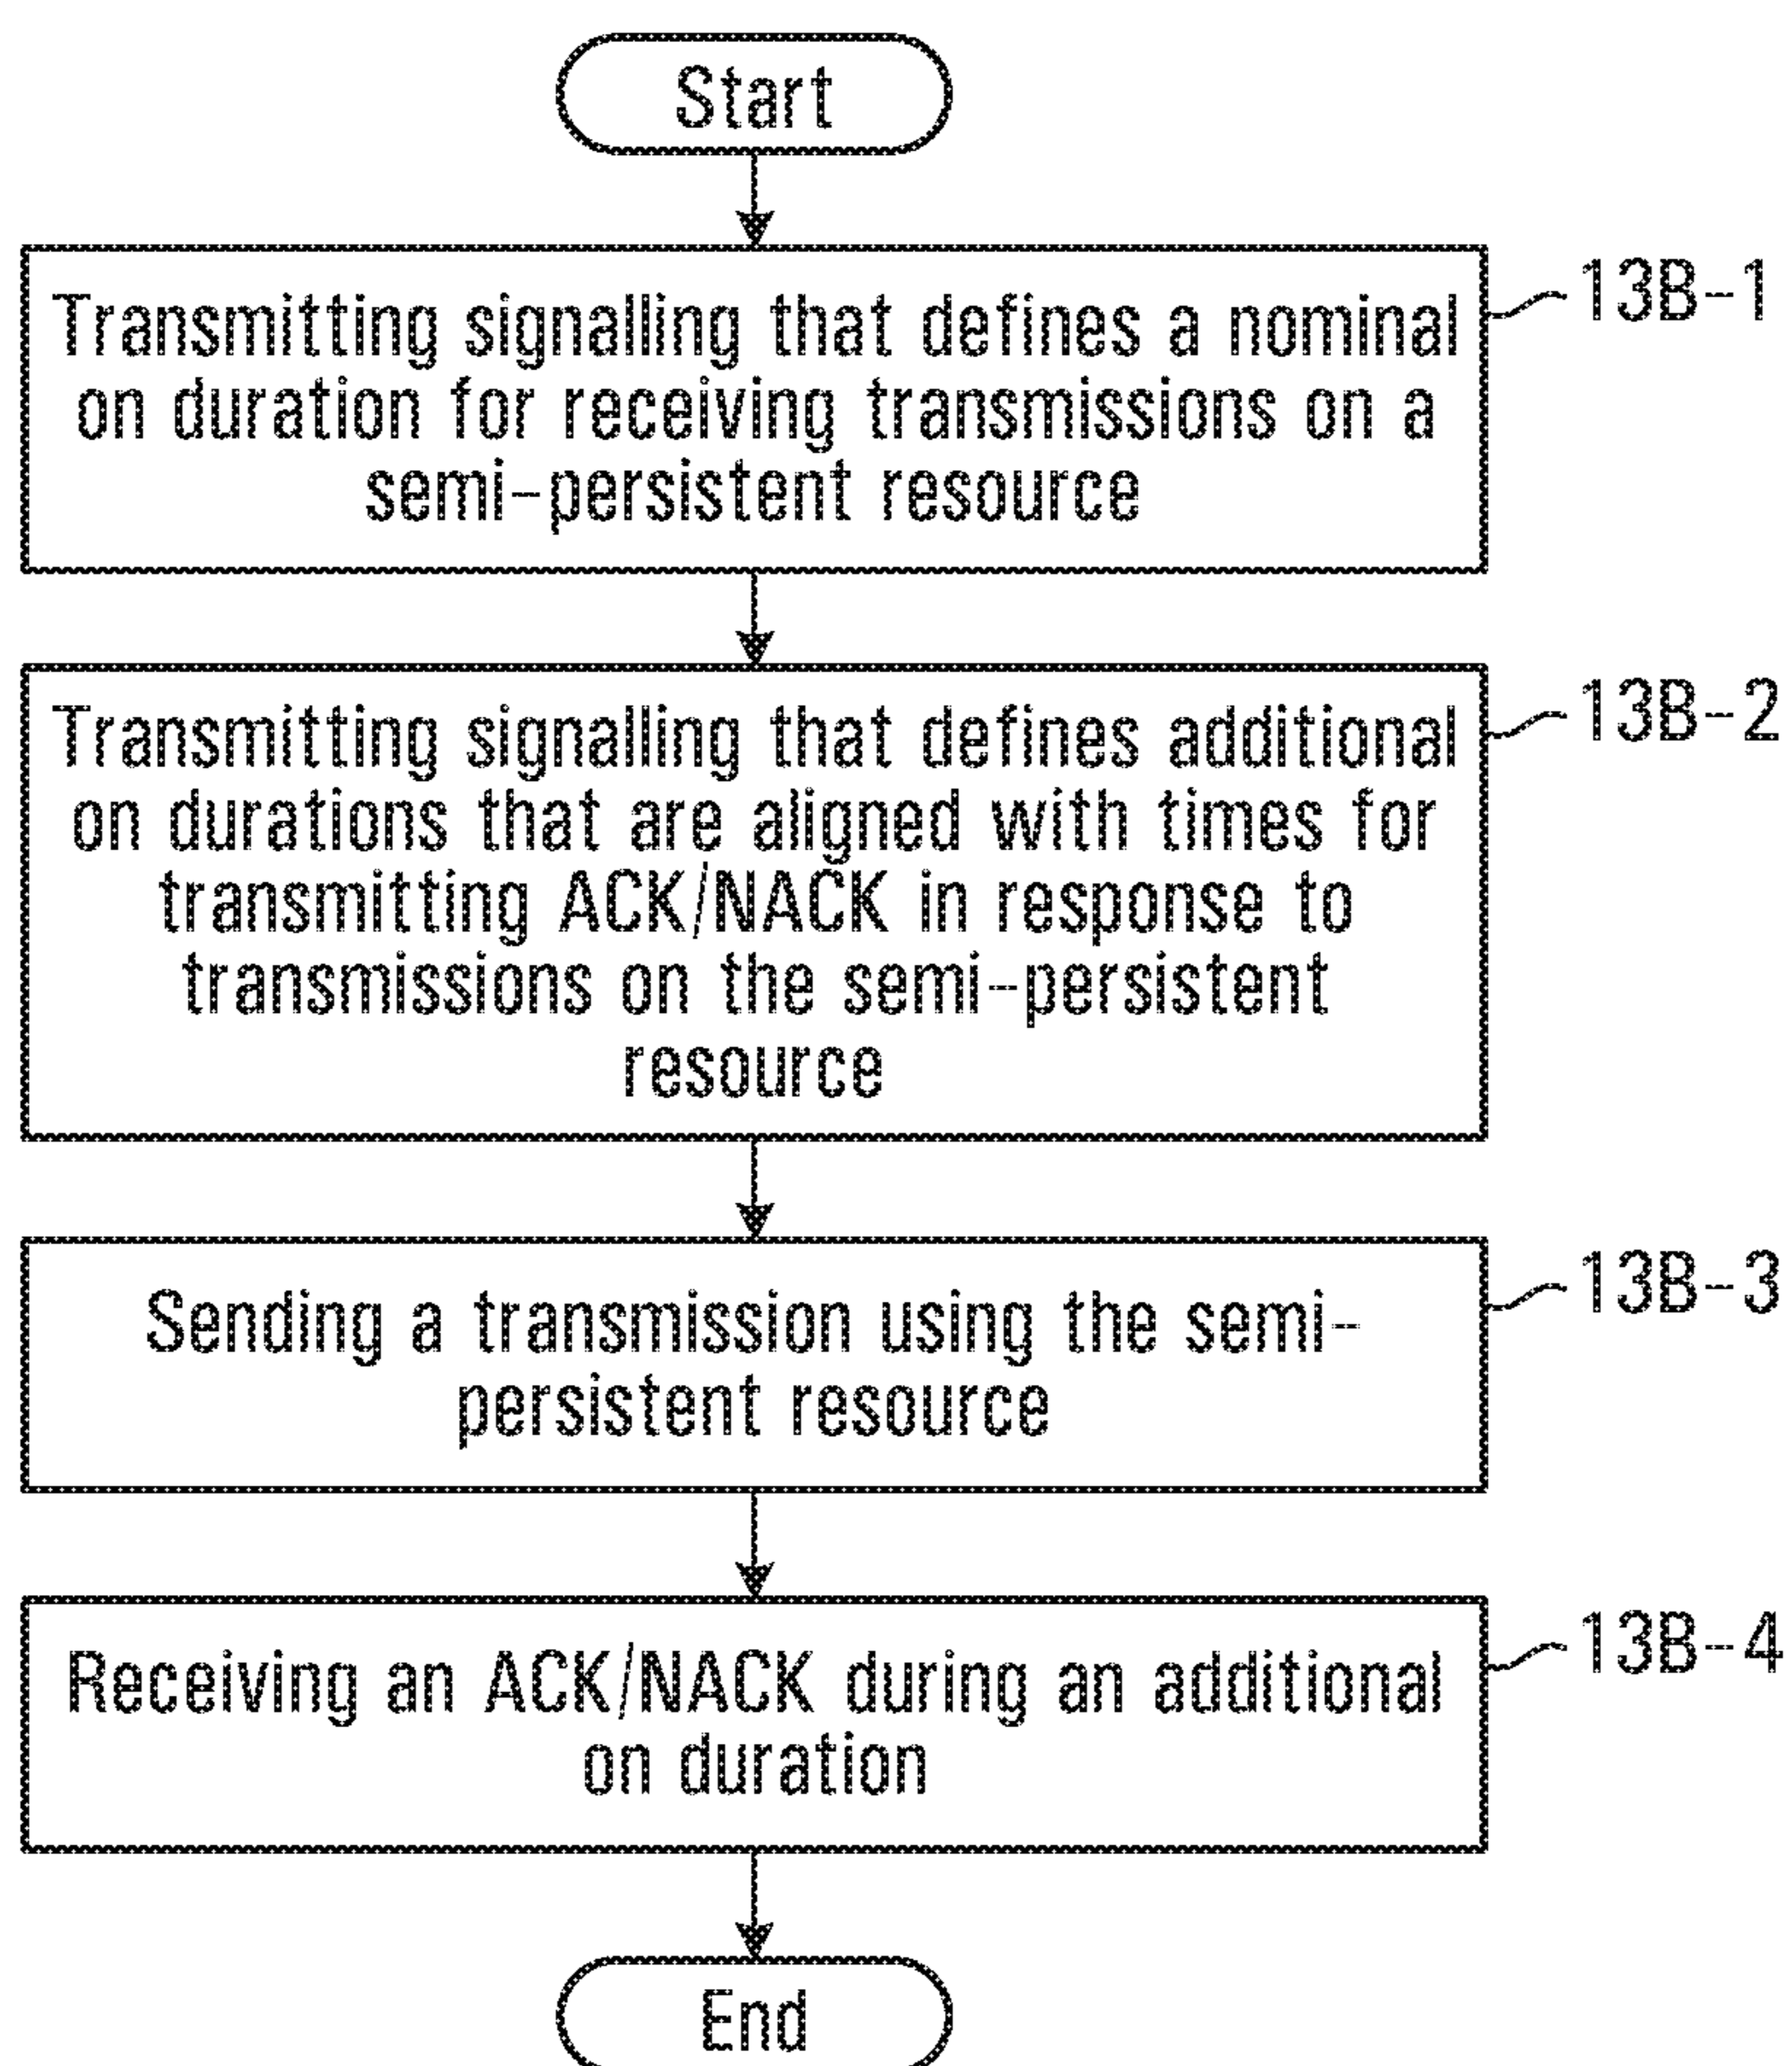 Start
Transmitting signalling that defines a nominal
on duration for receiving transmissions on a
semi-persistent resource
13B-1
Transmitting signalling that defines additional
on durations that are aligned with times for
transmitting ACK/NACK in response to
transmissions on the semi-persistent
resource
13B-2
Sending a transmission using the semi-
persistent resource
13B-3
Receiving an ACK/NACK during an additional
on duration
13B-4
End